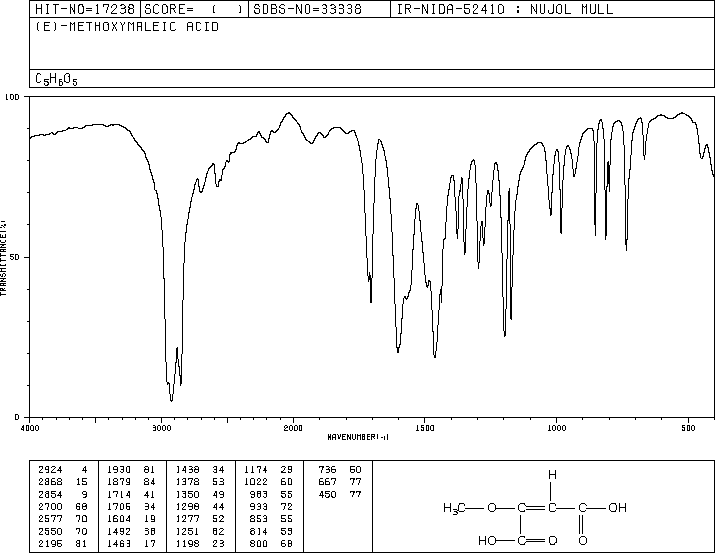 HIT-NO=17238 SCORE= ( ) SDBS-NO=33338 IR-NIDA-52410 : NUJOL MULL
(E)-METHOXYMALEIC ACID
C5H6O5
100
TRANSMITTANCE(%)
50
0
4000 3000 2000 1500 1000 500
WAVENUMBER(-1)
2924 4 1930 81 1438 34 1174 29 736 50
2868 15 1879 84 1378 53 1022 60 667 77
2854 9 1714 41 1350 49 983 55 450 77
2700 68 1706 34 1298 44 933 72
2577 70 1604 19 1277 52 853 55
2550 70 1492 38 1251 62 814 53
2195 81 1463 17 1198 23 800 68
H
H3C O C C C OH
HO C O O